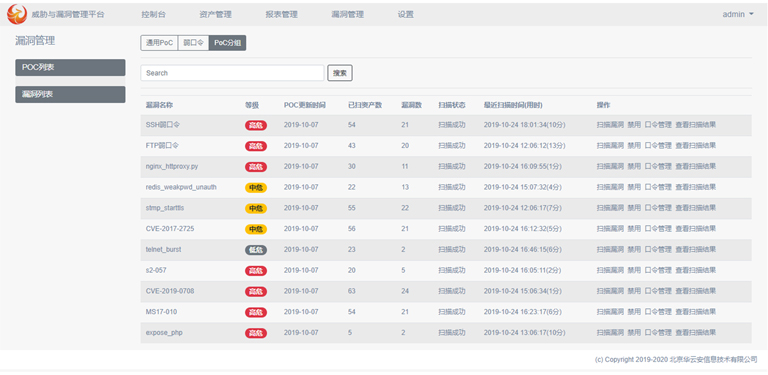 威胁与漏洞管理平台 控制台 资产管理 报表管理 漏洞管理 设置 admin
漏洞管理
通用PoC 弱口令 PoC分组
POC列表
Search 搜索
漏洞列表
漏洞名称 等级 POC更新时间 已扫资产数 漏洞数 扫描状态 最近扫描时间(用时) 操作
SSH弱口令 高危 2019-10-07 54 21 扫描成功 2019-10-24 18:01:34(10分) 扫描漏洞 禁用 口令管理 查看扫描结果
FTP弱口令 高危 2019-10-07 43 20 扫描成功 2019-10-24 12:06:12(13分) 扫描漏洞 禁用 口令管理 查看扫描结果
nginx_httproxy.py 高危 2019-10-07 30 11 扫描成功 2019-10-24 16:09:55(1分) 扫描漏洞 禁用 口令管理 查看扫描结果
redis_weakpwd_unauth 中危 2019-10-07 22 13 扫描成功 2019-10-24 15:07:32(4分) 扫描漏洞 禁用 口令管理 查看扫描结果
stmp_starttls 中危 2019-10-07 55 22 扫描成功 2019-10-24 12:06:17(7分) 扫描漏洞 禁用 口令管理 查看扫描结果
CVE-2017-2725 中危 2019-10-07 56 21 扫描成功 2019-10-24 16:12:32(5分) 扫描漏洞 禁用 口令管理 查看扫描结果
telnet_burst 低危 2019-10-07 23 2 扫描成功 2019-10-24 16:46:15(6分) 扫描漏洞 禁用 口令管理 查看扫描结果
s2-057 高危 2019-10-07 20 5 扫描成功 2019-10-24 16:05:11(2分) 扫描漏洞 禁用 口令管理 查看扫描结果
CVE-2019-0708 高危 2019-10-07 63 24 扫描成功 2019-10-24 15:06:34(1分) 扫描漏洞 禁用 口令管理 查看扫描结果
MS17-010 高危 2019-10-07 54 21 扫描成功 2019-10-24 16:23:17(6分) 扫描漏洞 禁用 口令管理 查看扫描结果
expose_php 高危 2019-10-07 5 2 扫描成功 2019-10-24 13:06:17(10分) 扫描漏洞 禁用 口令管理 查看扫描结果
(c) Copyright 2019-2020 北京华云安信息技术有限公司